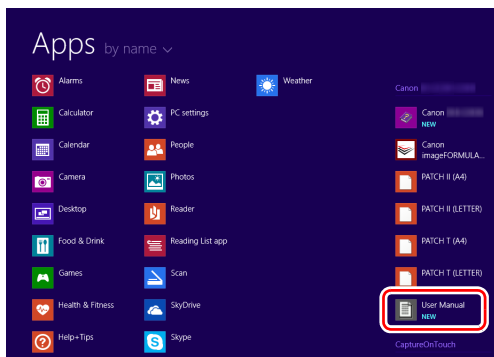 Apps by name
Alarms
Calculator
Calendar
Camera
Desktop
Food & Drink
Games
Health & Fitness
Help+Tips
News
PC settings
People
Photos
Reader
Reading List app
Scan
SkyDrive
Skype
Weather
Canon
Canon
NEW
Canon
imageFORMULA...
PATCH II (A4)
PATCH II (LETTER)
PATCH T (A4)
PATCH T (LETTER)
User Manual
NEW
CaptureOnTouch